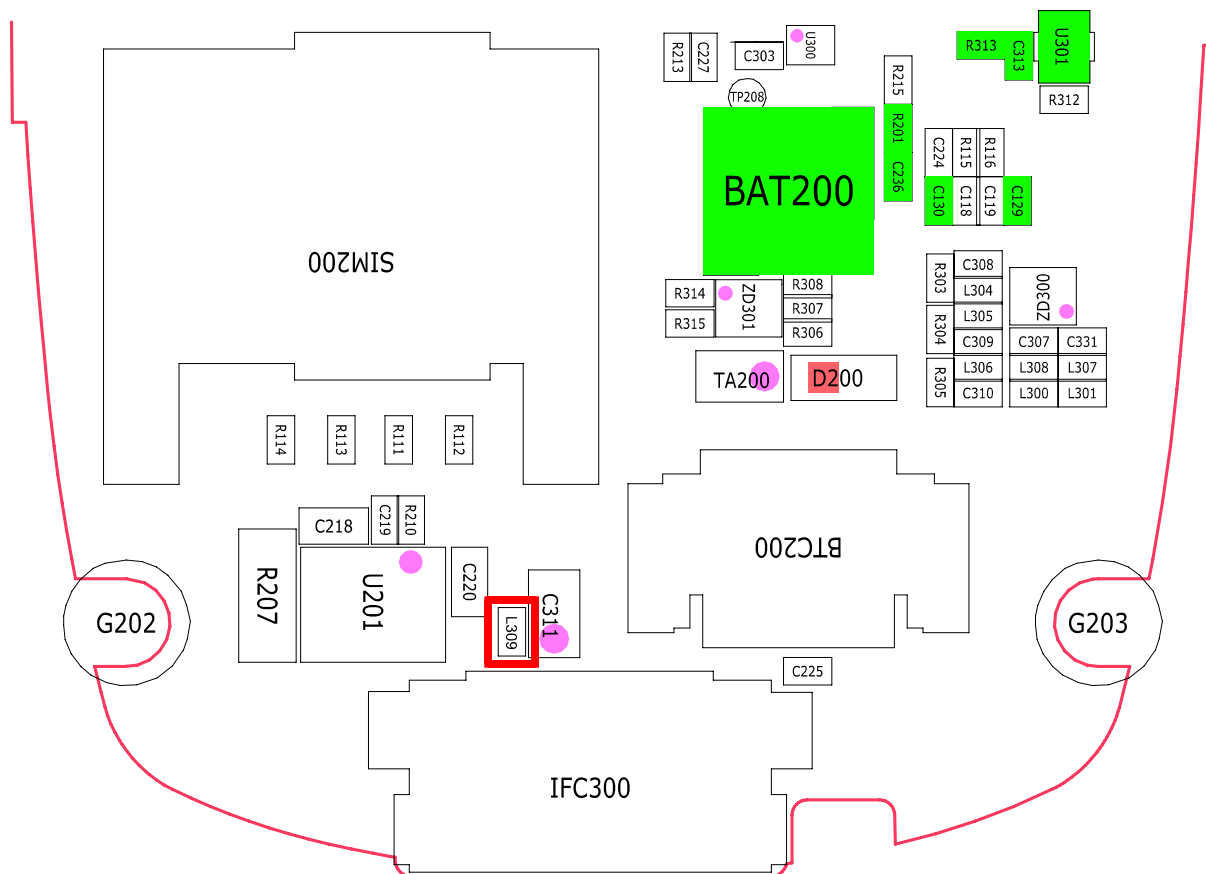 R213
C227
C303
U300
TP208
R215
R201
C236
R313
C313
U301
R312
C224
R115
R116
C130
C118
C119
C129
BAT200
SIM200
R314
R315
ZD301
R308
R307
R306
TA200
D200
R303
R304
R305
C308
L304
L305
C309
L306
C310
ZD300
C307
C331
L308
L307
L300
L301
R114
R113
R111
R112
C218
C219
R210
R207
U201
C220
L309
C311
BTC200
G202
G203
C225
IFC300